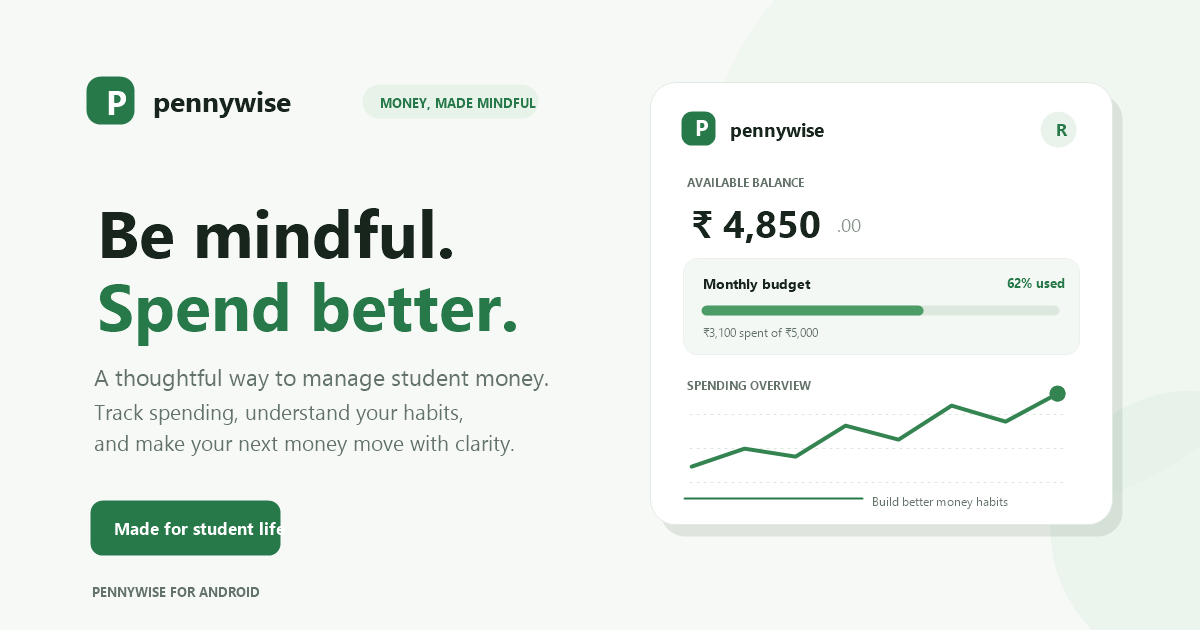 P pennywise
MONEY, MADE MINDFUL
Be mindful.
Spend better.
A thoughtful way to manage student money.
Track spending, understand your habits,
and make your next money move with clarity.
Made for student life
PENNYWISE FOR ANDROID
P pennywise
R
AVAILABLE BALANCE
₹ 4,850 .00
Monthly budget 62% used
₹3,100 spent of ₹5,000
SPENDING OVERVIEW
Build better money habits